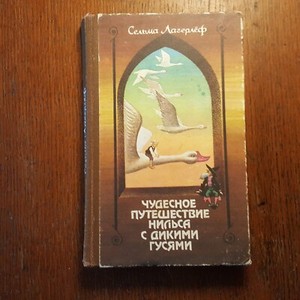 Сельма Лагерлёф
ЧУДЕСНОЕ
ПУТЕШЕСТВИЕ
НИЛЬСА
С ДИКИМИ
ГУСЯМИ